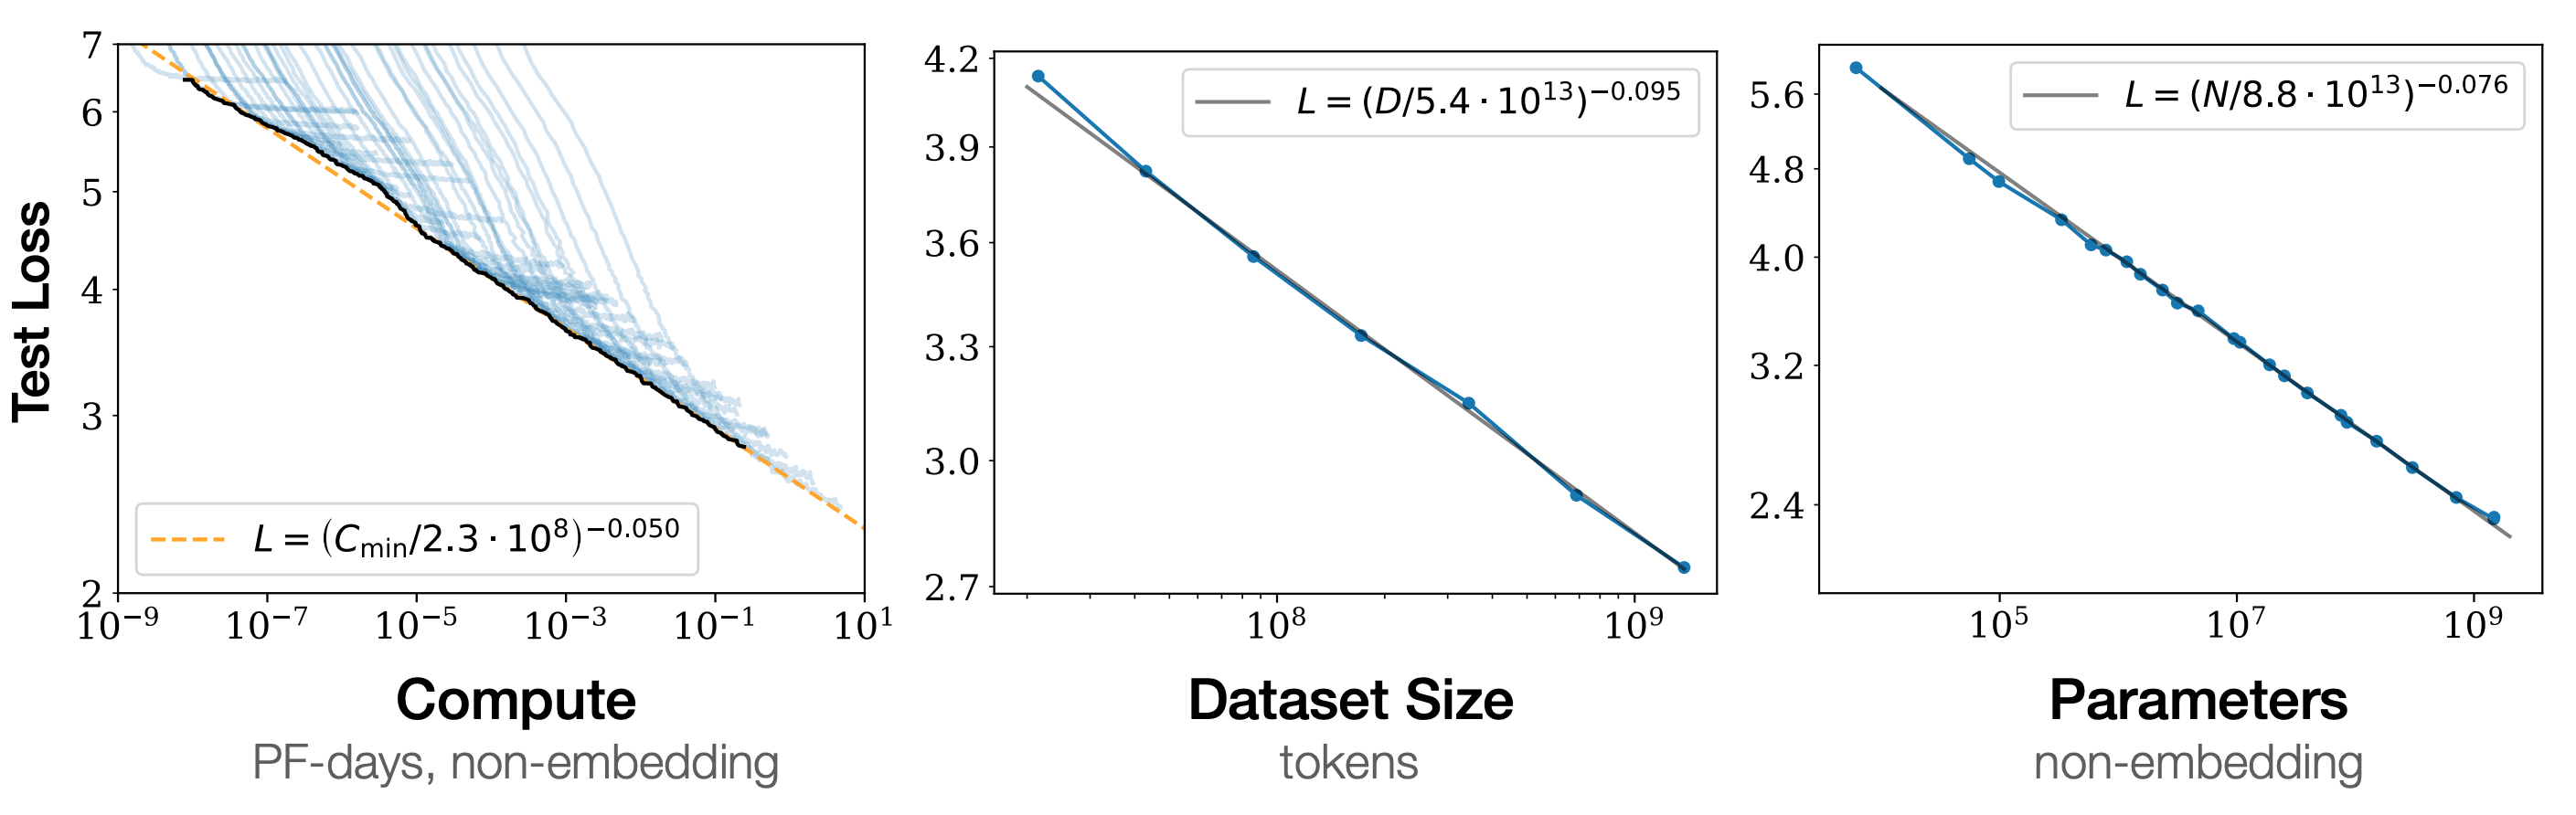 Test Loss
7
6
5
4
3
2
L = (C_min/2.3 · 10^8)^−0.050
10^−9 10^−7 10^−5 10^−3 10^−1 10^1
Compute
PF-days, non-embedding
4.2
3.9
3.6
3.3
3.0
2.7
L = (D/5.4 · 10^13)^−0.095
10^8 10^9
Dataset Size
tokens
5.6
4.8
4.0
3.2
2.4
L = (N/8.8 · 10^13)^−0.076
10^5 10^7 10^9
Parameters
non-embedding